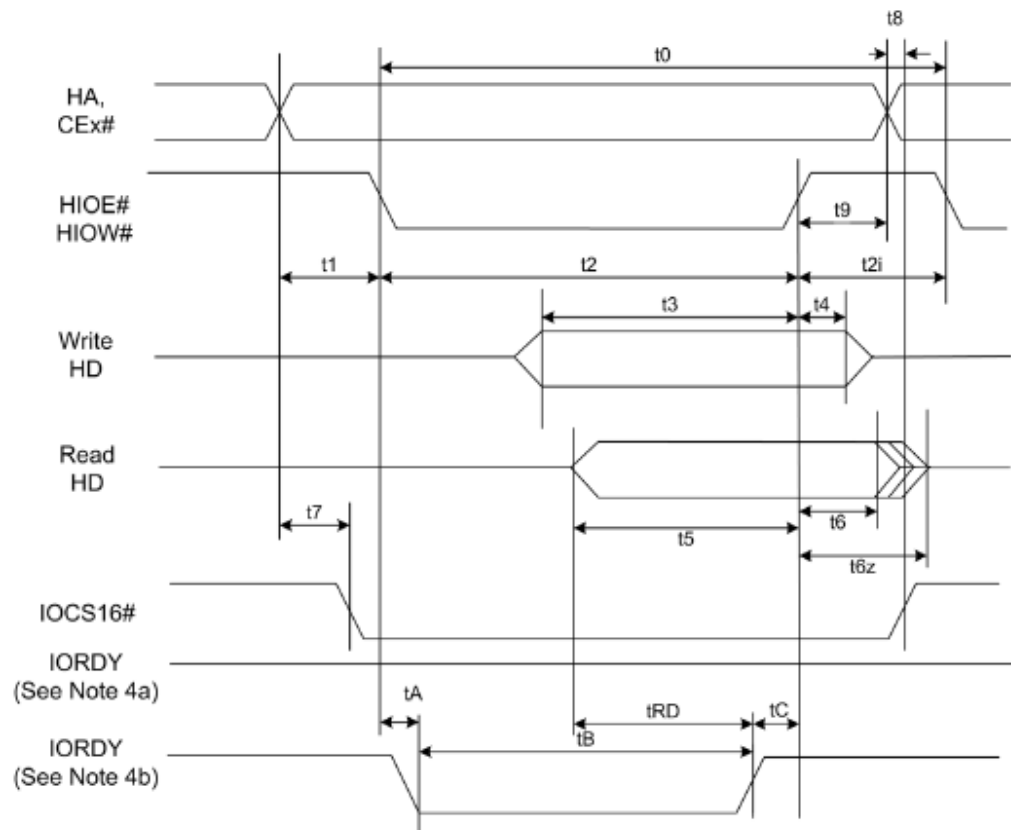 t8
t0
HA,
CEx#
HIOE#
HIOW#
t9
t1
t2
t2i
t3
t4
Write
HD
Read
HD
t7
t6
t5
t6z
IOCS16#
IORDY
(See Note 4a)
tA
tRD
tC
tB
IORDY
(See Note 4b)